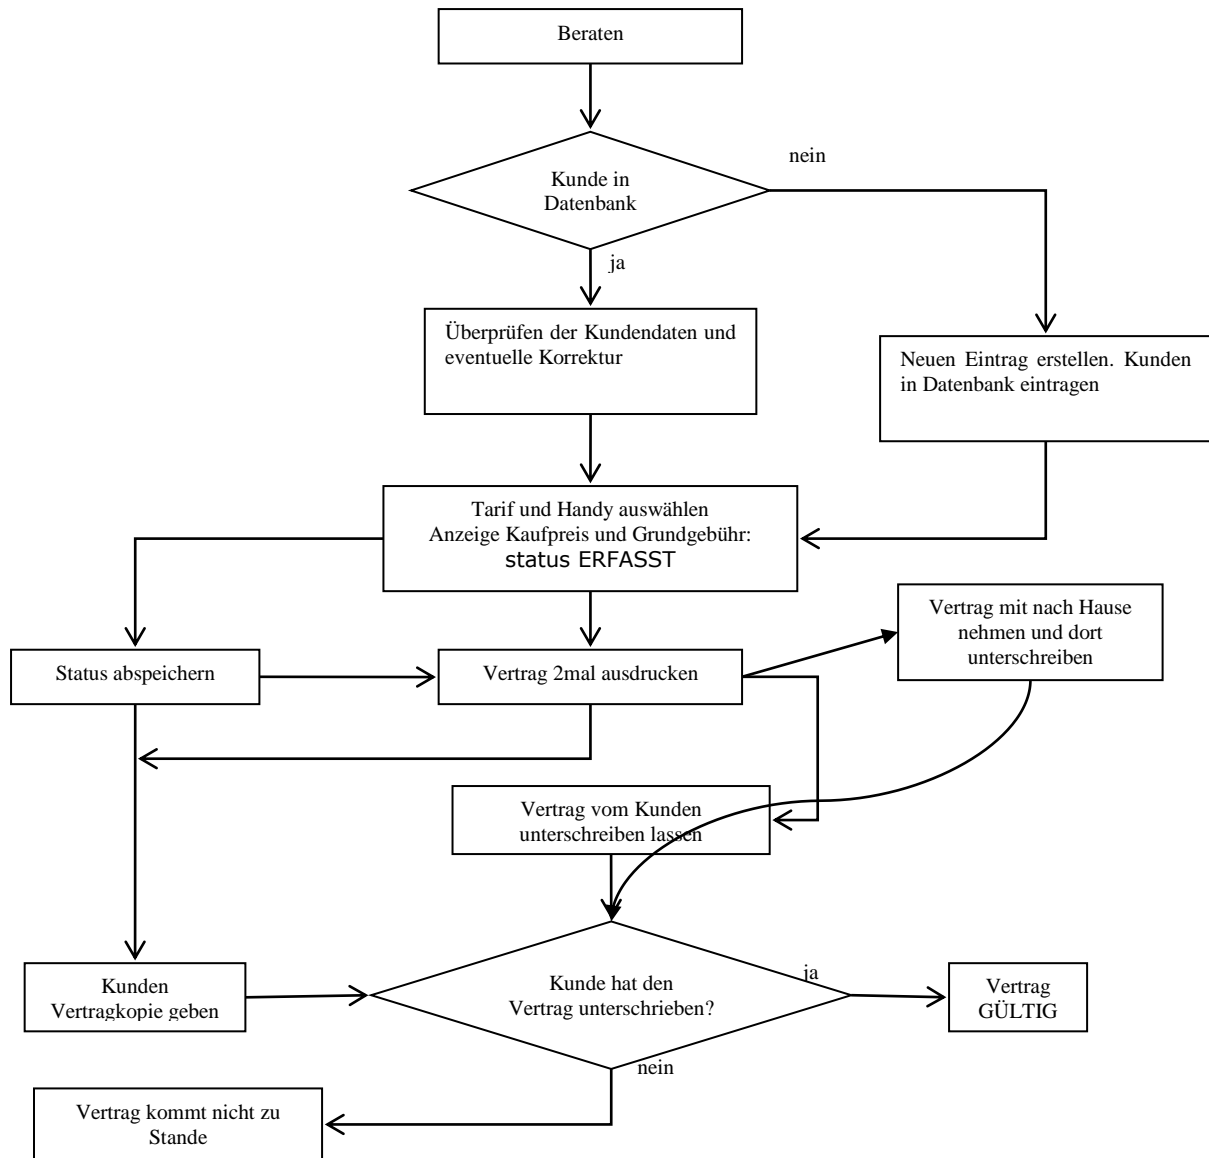 Beraten
nein
Kunde in
Datenbank
ja
Überprüfen der Kundendaten und
eventuelle Korrektur
Neuen Eintrag erstellen. Kunden
in Datenbank eintragen
Tarif und Handy auswählen
Anzeige Kaufpreis und Grundgebühr:
status ERFASST
Vertrag mit nach Hause
nehmen und dort
unterschreiben
Status abspeichern
Vertrag 2mal ausdrucken
Vertrag vom Kunden
unterschreiben lassen
Kunden
Vertragkopie geben
Kunde hat den
Vertrag unterschrieben?
ja
Vertrag
GÜLTIG
nein
Vertrag kommt nicht zu
Stande